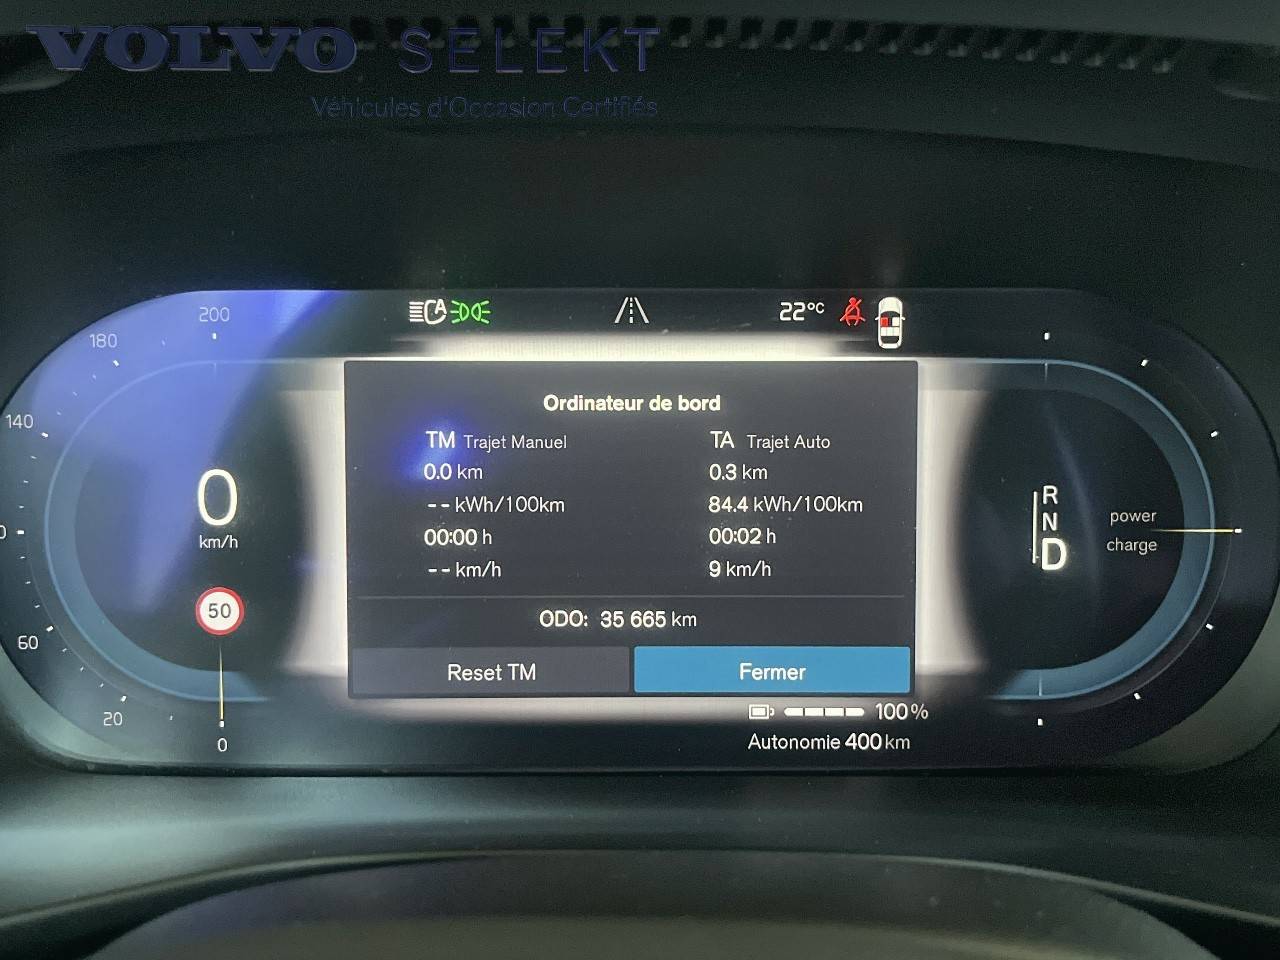 VOLVO SELEKT
Véhicules d'Occasion Certifiés
200
180
140
60
20
0
0
km/h
50
A
22°C
Ordinateur de bord
TM Trajet Manuel
0.0 km
-- kWh/100km
00:00 h
-- km/h
TA Trajet Auto
0.3 km
84.4 kWh/100km
00:02 h
9 km/h
ODO: 35 665 km
Reset TM
Fermer
100%
Autonomie 400 km
R
N
D
power
charge